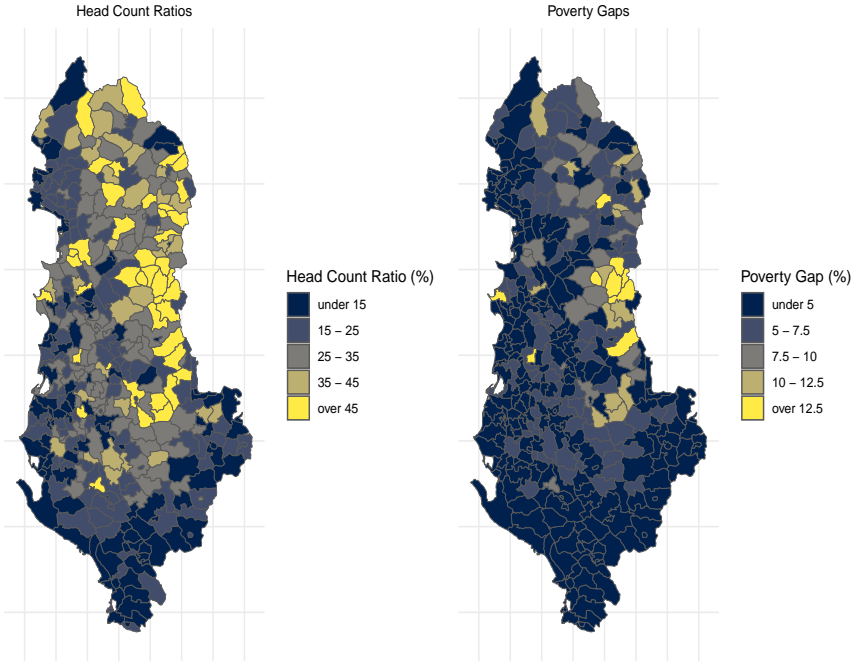 Head Count Ratios
Poverty Gaps
Head Count Ratio (%)
under 15
15 – 25
25 – 35
35 – 45
over 45
Poverty Gap (%)
under 5
5 – 7.5
7.5 – 10
10 – 12.5
over 12.5